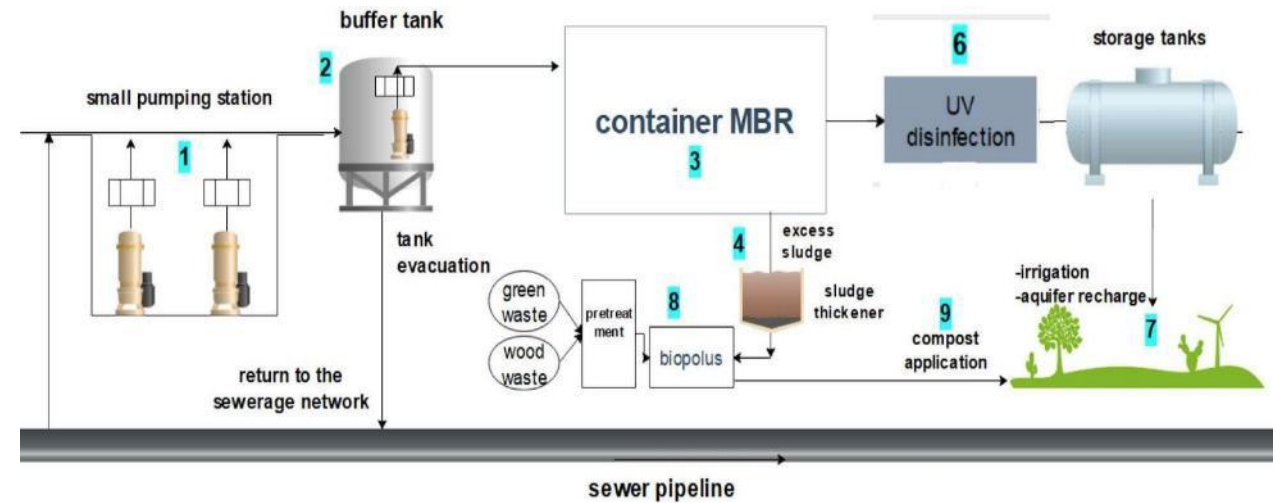 buffer tank
2
small pumping station
1
container MBR
3
6
UV
disinfection
storage tanks
tank
evacuation
4
excess
sludge
sludge
thickener
green
waste
wood
waste
pretreat
ment
8
biopolus
9
compost
application
-irrigation
-aquifer recharge
7
return to the
sewerage network
sewer pipeline